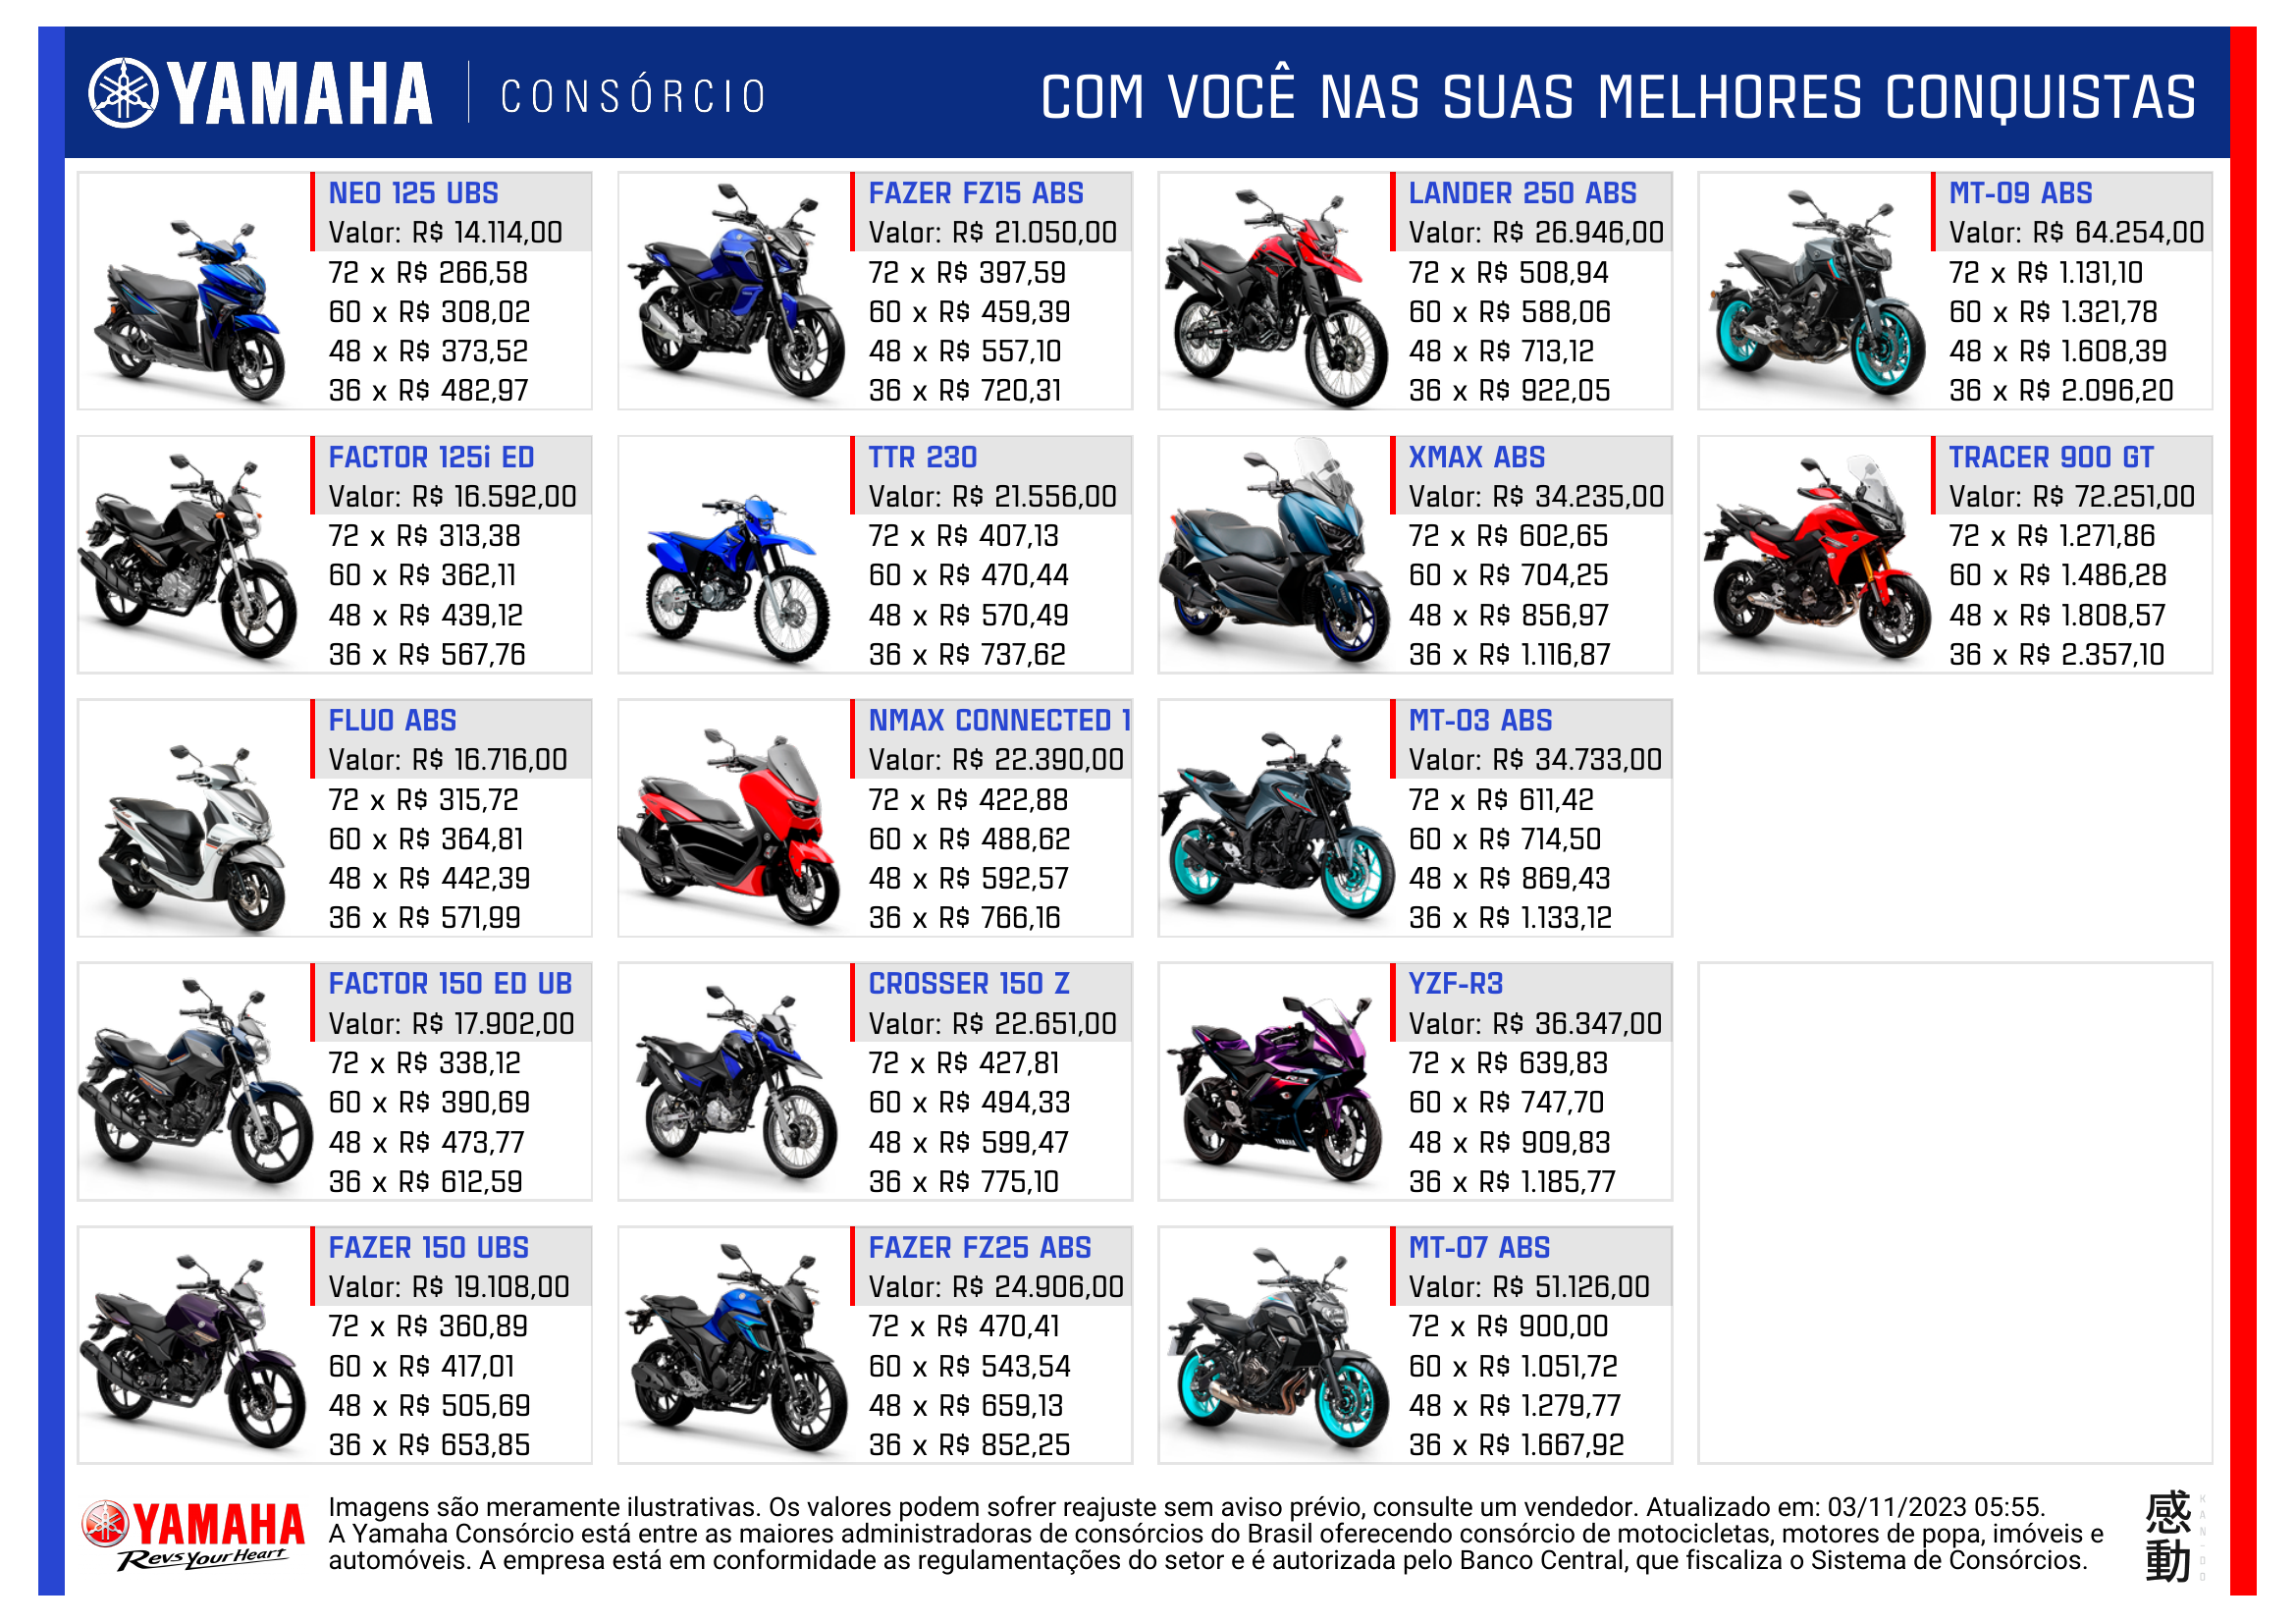 YAMAHA CONSÓRCIO
COM VOCÊ NAS SUAS MELHORES CONQUISTAS
NEO 125 UBS
Valor: R$ 14.114,00
72 x R$ 266,58
60 x R$ 308,02
48 x R$ 373,52
36 x R$ 482,97
FACTOR 125i ED
Valor: R$ 16.592,00
72 x R$ 313,38
60 x R$ 362,11
48 x R$ 439,12
36 x R$ 567,76
FLUO ABS
Valor: R$ 16.716,00
72 x R$ 315,72
60 x R$ 364,81
48 x R$ 442,39
36 x R$ 571,99
FACTOR 150 ED UB
Valor: R$ 17.902,00
72 x R$ 338,12
60 x R$ 390,69
48 x R$ 473,77
36 x R$ 612,59
FAZER 150 UBS
Valor: R$ 19.108,00
72 x R$ 360,89
60 x R$ 417,01
48 x R$ 505,69
36 x R$ 653,85
FAZER FZ15 ABS
Valor: R$ 21.050,00
72 x R$ 397,59
60 x R$ 459,39
48 x R$ 557,10
36 x R$ 720,31
TTR 230
Valor: R$ 21.556,00
72 x R$ 407,13
60 x R$ 470,44
48 x R$ 570,49
36 x R$ 737,62
NMAX CONNECTED 1
Valor: R$ 22.390,00
72 x R$ 422,88
60 x R$ 488,62
48 x R$ 592,57
36 x R$ 766,16
CROSSER 150 Z
Valor: R$ 22.651,00
72 x R$ 427,81
60 x R$ 494,33
48 x R$ 599,47
36 x R$ 775,10
FAZER FZ25 ABS
Valor: R$ 24.906,00
72 x R$ 470,41
60 x R$ 543,54
48 x R$ 659,13
36 x R$ 852,25
LANDER 250 ABS
Valor: R$ 26.946,00
72 x R$ 508,94
60 x R$ 588,06
48 x R$ 713,12
36 x R$ 922,05
XMAX ABS
Valor: R$ 34.235,00
72 x R$ 602,65
60 x R$ 704,25
48 x R$ 856,97
36 x R$ 1.116,87
MT-03 ABS
Valor: R$ 34.733,00
72 x R$ 611,42
60 x R$ 714,50
48 x R$ 869,43
36 x R$ 1.133,12
YZF-R3
Valor: R$ 36.347,00
72 x R$ 639,83
60 x R$ 747,70
48 x R$ 909,83
36 x R$ 1.185,77
MT-07 ABS
Valor: R$ 51.126,00
72 x R$ 900,00
60 x R$ 1.051,72
48 x R$ 1.279,77
36 x R$ 1.667,92
MT-09 ABS
Valor: R$ 64.254,00
72 x R$ 1.131,10
60 x R$ 1.321,78
48 x R$ 1.608,39
36 x R$ 2.096,20
TRACER 900 GT
Valor: R$ 72.251,00
72 x R$ 1.271,86
60 x R$ 1.486,28
48 x R$ 1.808,57
36 x R$ 2.357,10
YAMAHA
Revs Your Heart
Imagens são meramente ilustrativas. Os valores podem sofrer reajuste sem aviso prévio, consulte um vendedor. Atualizado em: 03/11/2023 05:55.
A Yamaha Consórcio está entre as maiores administradoras de consórcios do Brasil oferecendo consórcio de motocicletas, motores de popa, imóveis e
automóveis. A empresa está em conformidade as regulamentações do setor e é autorizada pelo Banco Central, que fiscaliza o Sistema de Consórcios.
感動
KAN-DO